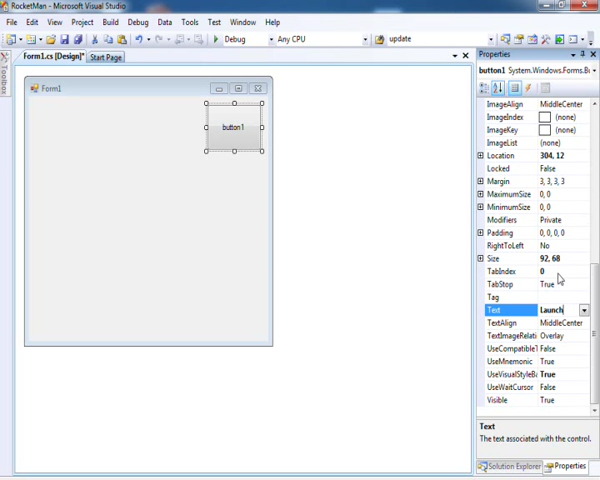 RocketMan - Microsoft Visual Studio
File Edit View Project Build Debug Data Tools Test Window Help
Debug Any CPU update
Form1.cs [Design]* Start Page
Toolbox
Form1
button1
Properties
button1 System.Windows.Forms.B
ImageAlign MiddleCenter
ImageIndex (none)
ImageKey (none)
ImageList (none)
Location 304, 12
Locked False
Margin 3, 3, 3, 3
MaximumSize 0, 0
MinimumSize 0, 0
Modifiers Private
Padding 0, 0, 0, 0
RightToLeft No
Size 92, 68
TabIndex 0
TabStop True
Tag
Text Launch
TextAlign MiddleCenter
TextImageRelati Overlay
UseCompatibleT False
UseMnemonic True
UseVisualStyleBa True
UseWaitCursor False
Visible True
Text
The text associated with the control.
Solution Explorer Properties